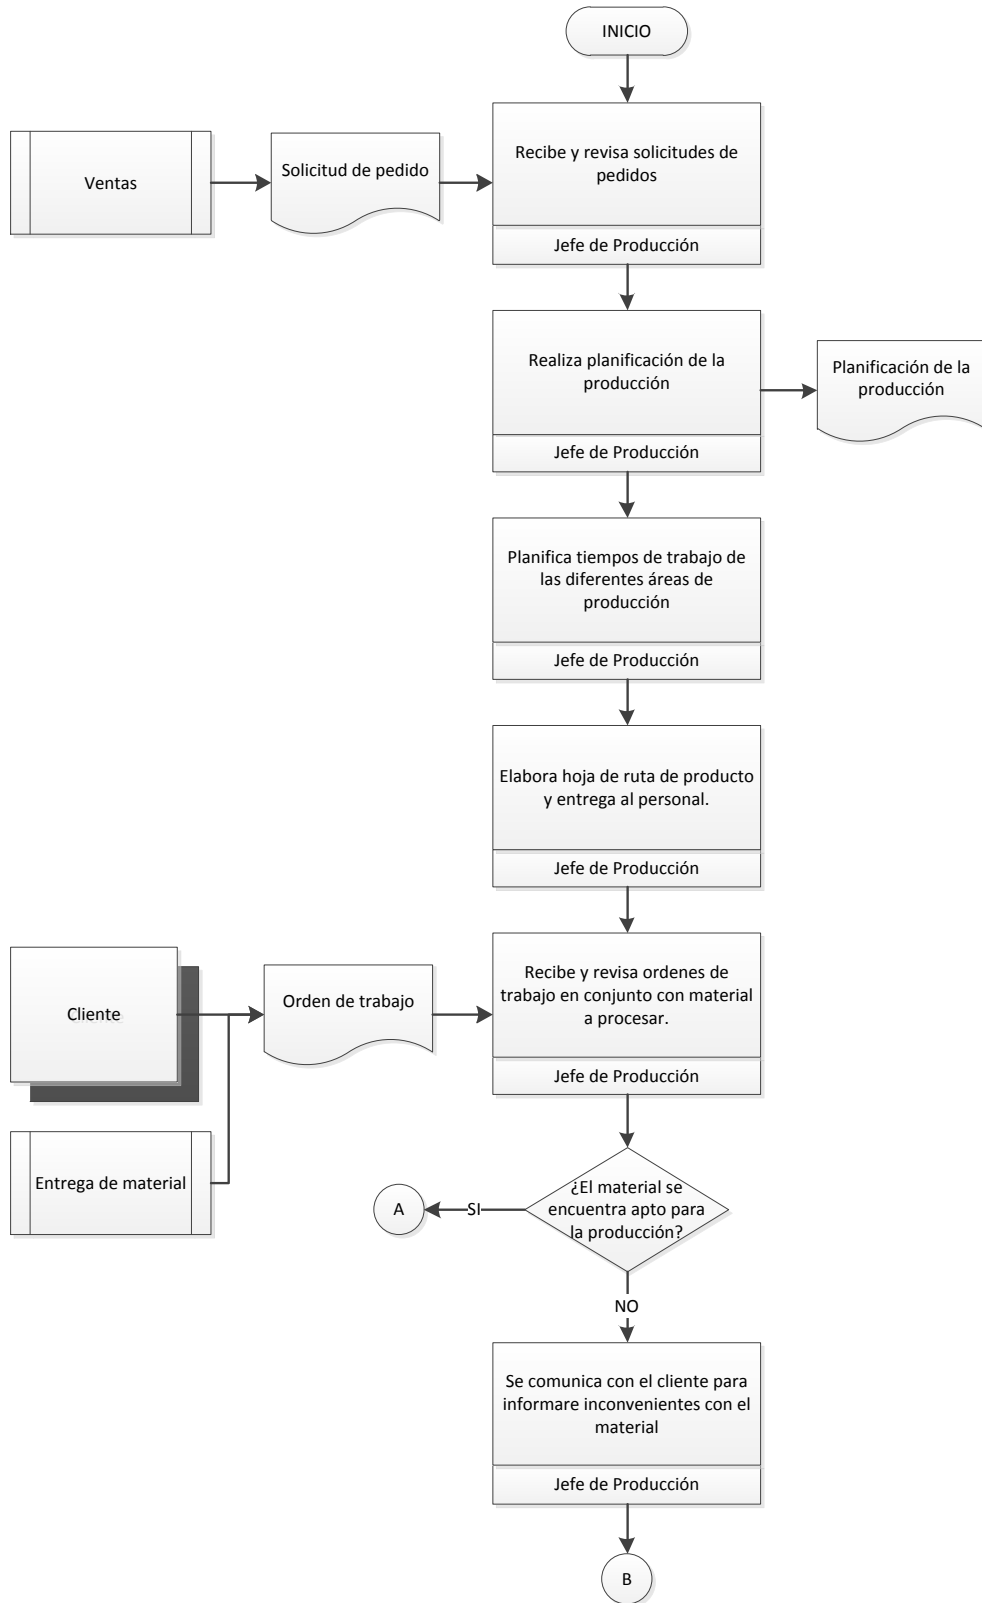 INICIO
Ventas
Solicitud de pedido
Recibe y revisa solicitudes de
pedidos
Jefe de Producción
Realiza planificación de la
producción
Jefe de Producción
Planificación de la
producción
Planifica tiempos de trabajo de
las diferentes áreas de
producción
Jefe de Producción
Elabora hoja de ruta de producto
y entrega al personal.
Jefe de Producción
Cliente
Orden de trabajo
Recibe y revisa ordenes de
trabajo en conjunto con material
a procesar.
Jefe de Producción
Entrega de material
¿El material se
encuentra apto para
la producción?
SI
A
NO
Se comunica con el cliente para
informare inconvenientes con el
material
Jefe de Producción
B